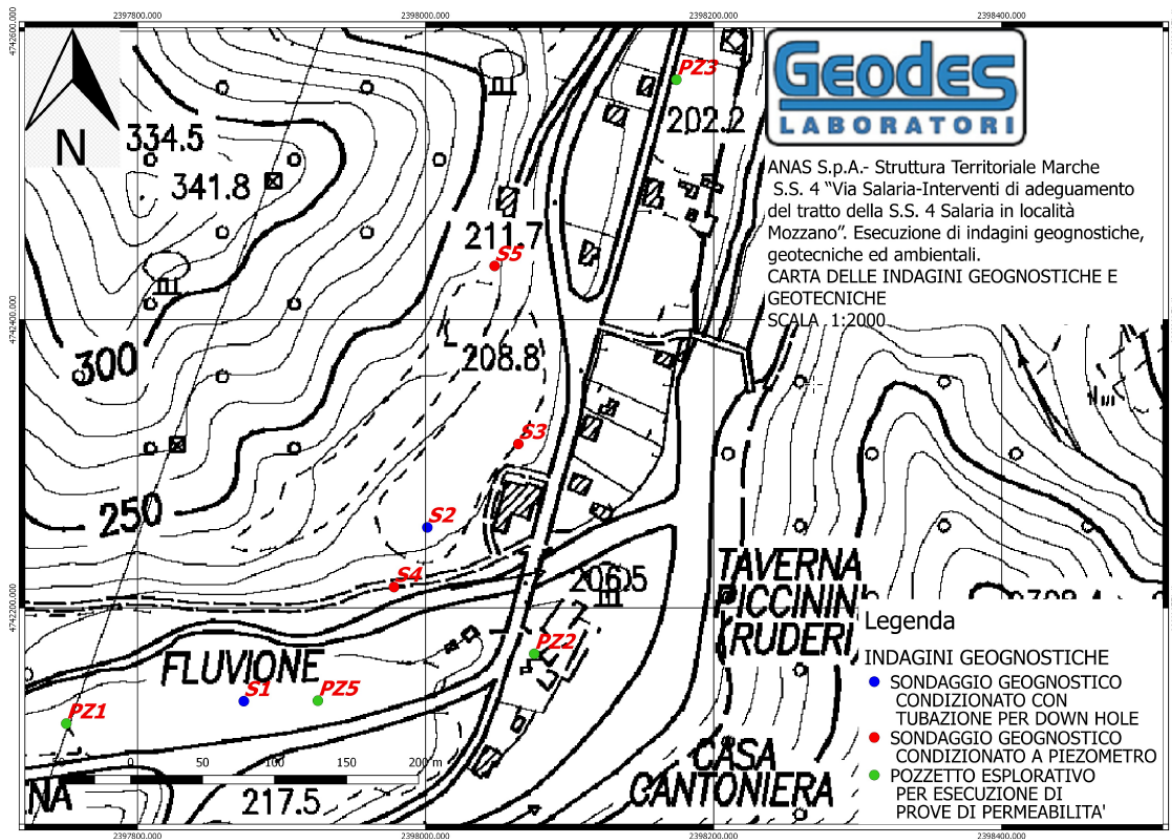 2397800.000 2398000.000 2398200.000 2398400.000
4742600.000
N
Geodes
LABORATORI
ANAS S.p.A.- Struttura Territoriale Marche
S.S. 4 “Via Salaria-Interventi di adeguamento
del tratto della S.S. 4 Salaria in località
Mozzano”. Esecuzione di indagini geognostiche,
geotecniche ed ambientali.
CARTA DELLE INDAGINI GEOGNOSTICHE E
GEOTECNICHE
SCALA 1:2000
PZ3
202.2
334.5
341.8
211.7
S5
4742400.000
208.8
300
S3
250
S2
S4
206.5
4742200.000
TAVERNA
PICCININI
(RUDERI)
PZ2
FLUVIONE
S1
PZ5
PZ1
50 0 50 100 150 200 m
217.5
NA
CASA
CANTONIERA
Legenda
INDAGINI GEOGNOSTICHE
SONDAGGIO GEOGNOSTICO
CONDIZIONATO CON
TUBAZIONE PER DOWN HOLE
SONDAGGIO GEOGNOSTICO
CONDIZIONATO A PIEZOMETRO
POZZETTO ESPLORATIVO
PER ESECUZIONE DI
PROVE DI PERMEABILITA'
2397800.000 2398000.000 2398200.000 2398400.000